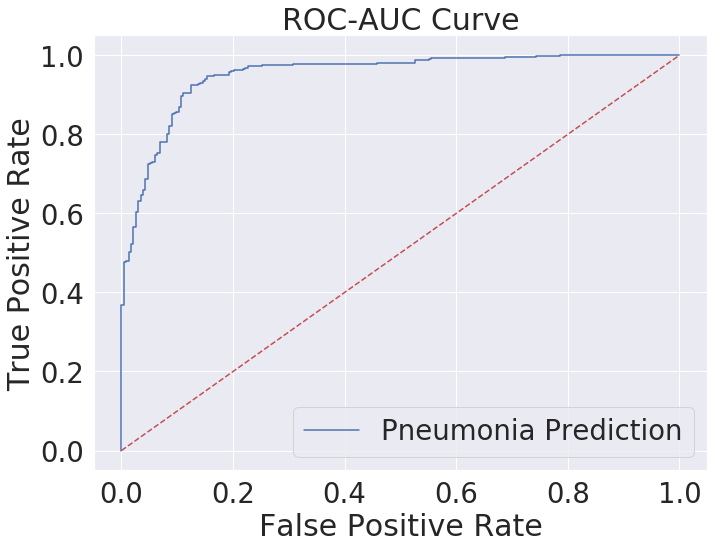 ROC-AUC Curve
True Positive Rate
1.0
0.8
0.6
0.4
0.2
0.0
Pneumonia Prediction
0.0 0.2 0.4 0.6 0.8 1.0
False Positive Rate